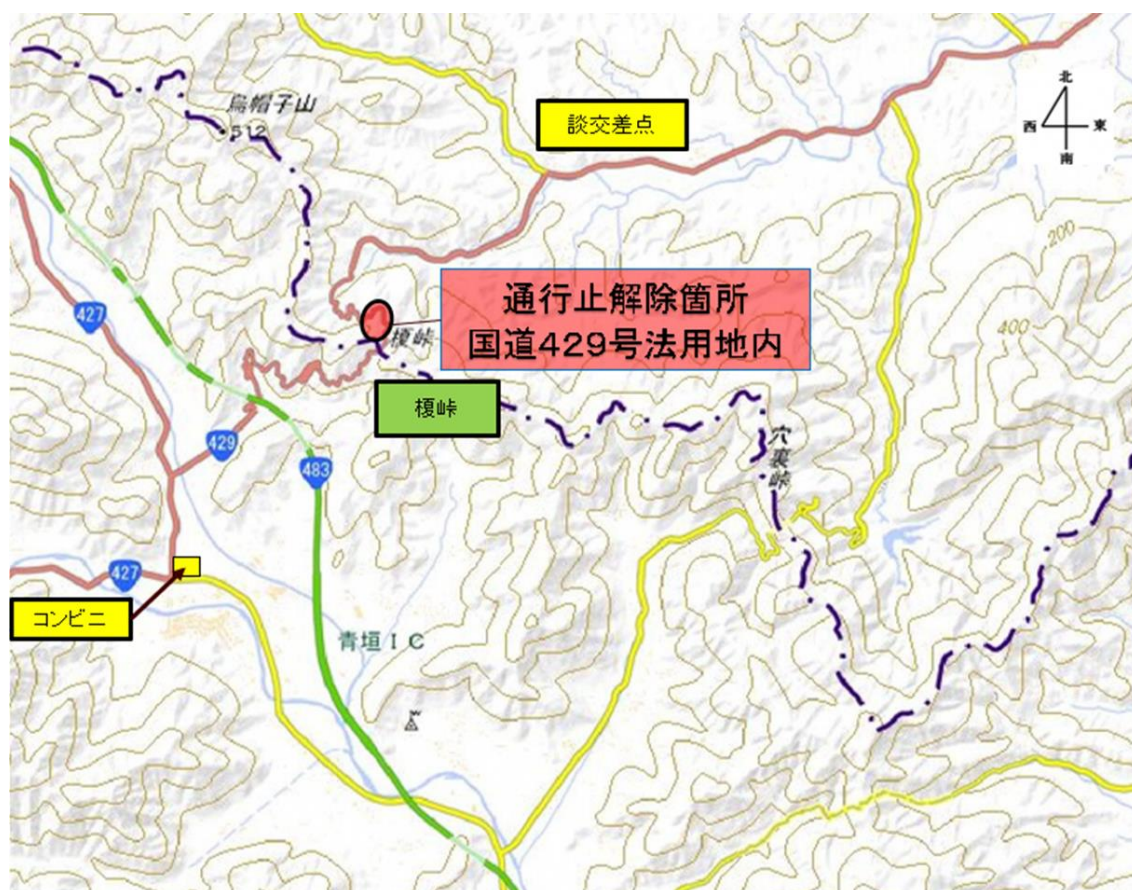 烏帽子山
512
談交差点
北
西
東
南
200
400
427
通行止解除箇所
国道429号法用地内
榎峠
榎峠
429
483
穴裏峠
427
コンビニ
青垣IC